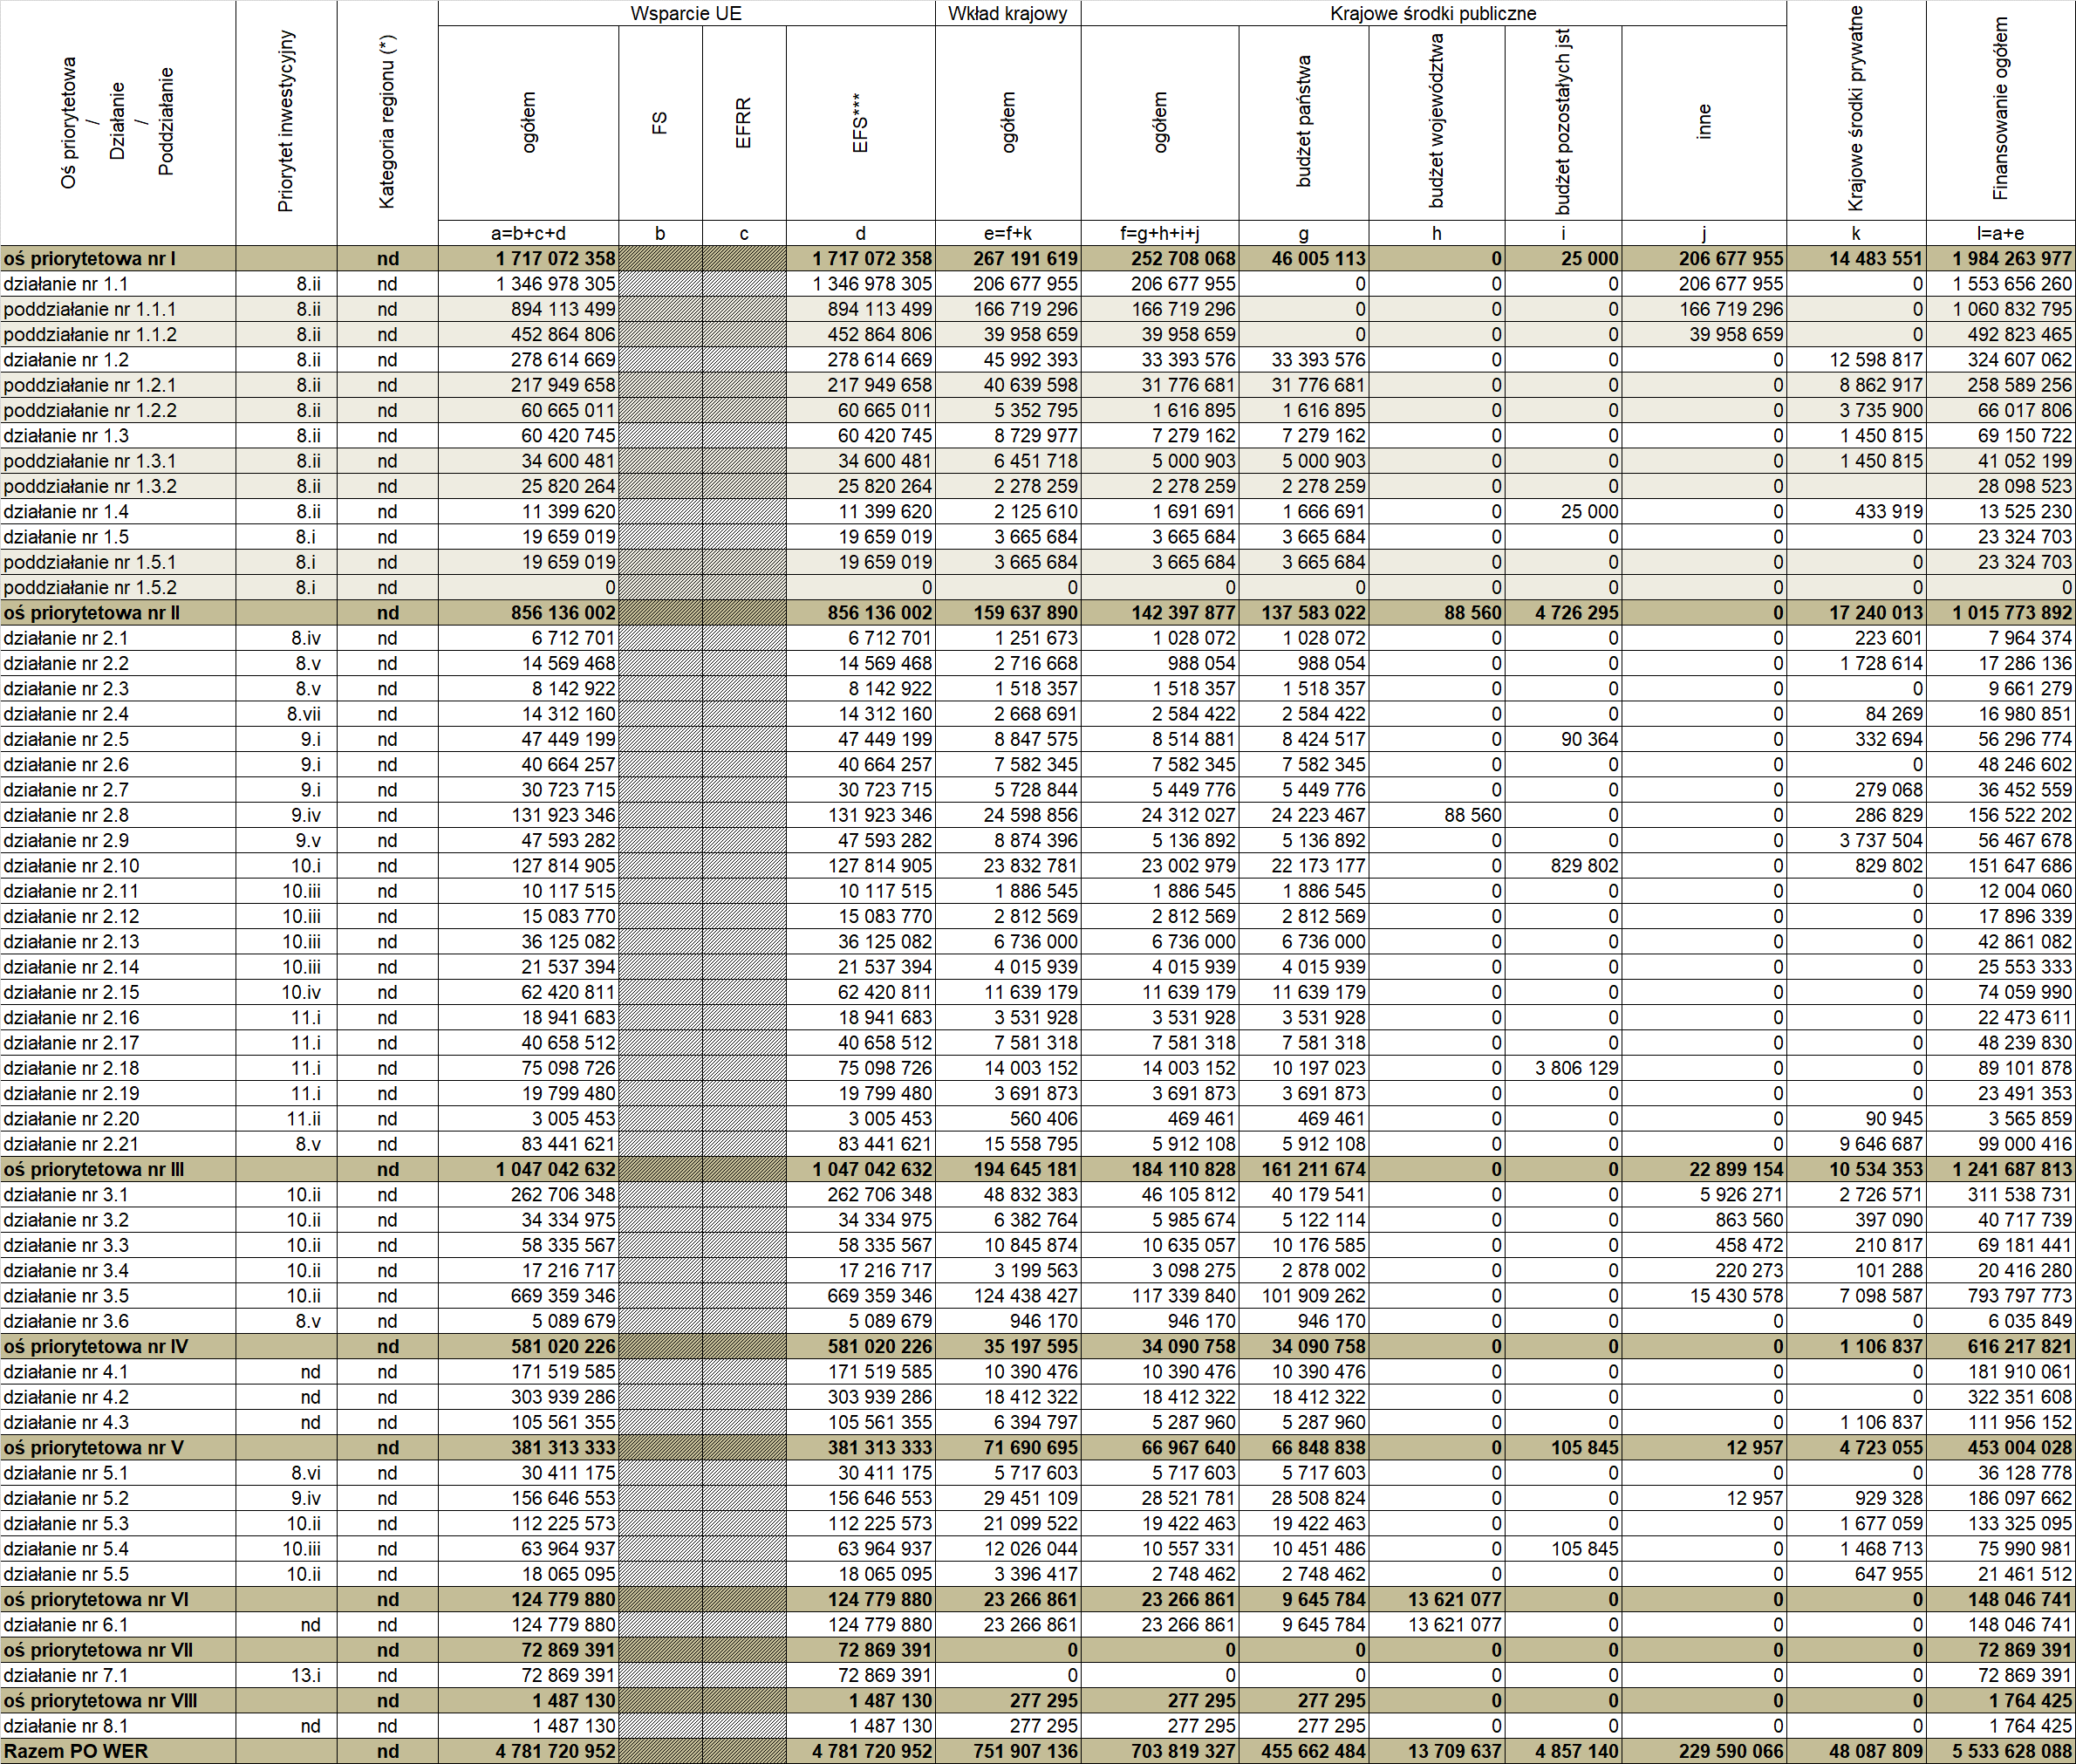 Oś priorytetowa / Działanie / Poddziałanie Priorytet inwestycyjny Kategoria regionu (*) Wsparcie UE Wkład krajowy Krajowe środki publiczne Krajowe środki prywatne Finansowanie ogółem
ogółem FS EFRR EFS*** ogółem ogółem budżet państwa budżet województwa budżet pozostałych jst inne
a=b+c+d b c d e=f+k f=g+h+i+j g h i j k l=a+e
oś priorytetowa nr I nd 1 717 072 358 1 717 072 358 267 191 619 252 708 068 46 005 113 0 25 000 206 677 955 14 483 551 1 984 263 977
działanie nr 1.1 8.ii nd 1 346 978 305 1 346 978 305 206 677 955 206 677 955 0 0 0 206 677 955 0 1 553 656 260
poddziałanie nr 1.1.1 8.ii nd 894 113 499 894 113 499 166 719 296 166 719 296 0 0 0 166 719 296 0 1 060 832 795
poddziałanie nr 1.1.2 8.ii nd 452 864 806 452 864 806 39 958 659 39 958 659 0 0 0 39 958 659 0 492 823 465
działanie nr 1.2 8.ii nd 278 614 669 278 614 669 45 992 393 33 393 576 33 393 576 0 0 0 12 598 817 324 607 062
poddziałanie nr 1.2.1 8.ii nd 217 949 658 217 949 658 40 639 598 31 776 681 31 776 681 0 0 0 8 862 917 258 589 256
poddziałanie nr 1.2.2 8.ii nd 60 665 011 60 665 011 5 352 795 1 616 895 1 616 895 0 0 0 3 735 900 66 017 806
działanie nr 1.3 8.ii nd 60 420 745 60 420 745 8 729 977 7 279 162 7 279 162 0 0 0 1 450 815 69 150 722
poddziałanie nr 1.3.1 8.ii nd 34 600 481 34 600 481 6 451 718 5 000 903 5 000 903 0 0 0 1 450 815 41 052 199
poddziałanie nr 1.3.2 8.ii nd 25 820 264 25 820 264 2 278 259 2 278 259 2 278 259 0 0 0 28 098 523
działanie nr 1.4 8.ii nd 11 399 620 11 399 620 2 125 610 1 691 691 1 666 691 0 25 000 0 433 919 13 525 230
działanie nr 1.5 8.i nd 19 659 019 19 659 019 3 665 684 3 665 684 3 665 684 0 0 0 0 23 324 703
poddziałanie nr 1.5.1 8.i nd 19 659 019 19 659 019 3 665 684 3 665 684 3 665 684 0 0 0 0 23 324 703
poddziałanie nr 1.5.2 8.i nd 0 0 0 0 0 0 0 0 0 0
oś priorytetowa nr II nd 856 136 002 856 136 002 159 637 890 142 397 877 137 583 022 88 560 4 726 295 0 17 240 013 1 015 773 892
działanie nr 2.1 8.iv nd 6 712 701 6 712 701 1 251 673 1 028 072 1 028 072 0 0 0 223 601 7 964 374
działanie nr 2.2 8.v nd 14 569 468 14 569 468 2 716 668 988 054 988 054 0 0 0 1 728 614 17 286 136
działanie nr 2.3 8.v nd 8 142 922 8 142 922 1 518 357 1 518 357 1 518 357 0 0 0 0 9 661 279
działanie nr 2.4 8.vii nd 14 312 160 14 312 160 2 668 691 2 584 422 2 584 422 0 0 0 84 269 16 980 851
działanie nr 2.5 9.i nd 47 449 199 47 449 199 8 847 575 8 514 881 8 424 517 0 90 364 0 332 694 56 296 774
działanie nr 2.6 9.i nd 40 664 257 40 664 257 7 582 345 7 582 345 7 582 345 0 0 0 0 48 246 602
działanie nr 2.7 9.i nd 30 723 715 30 723 715 5 728 844 5 449 776 5 449 776 0 0 0 279 068 36 452 559
działanie nr 2.8 9.iv nd 131 923 346 131 923 346 24 598 856 24 312 027 24 223 467 88 560 0 0 286 829 156 522 202
działanie nr 2.9 9.v nd 47 593 282 47 593 282 8 874 396 5 136 892 5 136 892 0 0 0 3 737 504 56 467 678
działanie nr 2.10 10.i nd 127 814 905 127 814 905 23 832 781 23 002 979 22 173 177 0 829 802 0 829 802 151 647 686
działanie nr 2.11 10.iii nd 10 117 515 10 117 515 1 886 545 1 886 545 1 886 545 0 0 0 0 12 004 060
działanie nr 2.12 10.iii nd 15 083 770 15 083 770 2 812 569 2 812 569 2 812 569 0 0 0 0 17 896 339
działanie nr 2.13 10.iii nd 36 125 082 36 125 082 6 736 000 6 736 000 6 736 000 0 0 0 0 42 861 082
działanie nr 2.14 10.iii nd 21 537 394 21 537 394 4 015 939 4 015 939 4 015 939 0 0 0 0 25 553 333
działanie nr 2.15 10.iv nd 62 420 811 62 420 811 11 639 179 11 639 179 11 639 179 0 0 0 0 74 059 990
działanie nr 2.16 11.i nd 18 941 683 18 941 683 3 531 928 3 531 928 3 531 928 0 0 0 0 22 473 611
działanie nr 2.17 11.i nd 40 658 512 40 658 512 7 581 318 7 581 318 7 581 318 0 0 0 0 48 239 830
działanie nr 2.18 11.i nd 75 098 726 75 098 726 14 003 152 14 003 152 10 197 023 0 3 806 129 0 0 89 101 878
działanie nr 2.19 11.i nd 19 799 480 19 799 480 3 691 873 3 691 873 3 691 873 0 0 0 0 23 491 353
działanie nr 2.20 11.ii nd 3 005 453 3 005 453 560 406 469 461 469 461 0 0 0 90 945 3 565 859
działanie nr 2.21 8.v nd 83 441 621 83 441 621 15 558 795 5 912 108 5 912 108 0 0 0 9 646 687 99 000 416
oś priorytetowa nr III nd 1 047 042 632 1 047 042 632 194 645 181 184 110 828 161 211 674 0 0 22 899 154 10 534 353 1 241 687 813
działanie nr 3.1 10.ii nd 262 706 348 262 706 348 48 832 383 46 105 812 40 179 541 0 0 5 926 271 2 726 571 311 538 731
działanie nr 3.2 10.ii nd 34 334 975 34 334 975 6 382 764 5 985 674 5 122 114 0 0 863 560 397 090 40 717 739
działanie nr 3.3 10.ii nd 58 335 567 58 335 567 10 845 874 10 635 057 10 176 585 0 0 458 472 210 817 69 181 441
działanie nr 3.4 10.ii nd 17 216 717 17 216 717 3 199 563 3 098 275 2 878 002 0 0 220 273 101 288 20 416 280
działanie nr 3.5 10.ii nd 669 359 346 669 359 346 124 438 427 117 339 840 101 909 262 0 0 15 430 578 7 098 587 793 797 773
działanie nr 3.6 8.v nd 5 089 679 5 089 679 946 170 946 170 946 170 0 0 0 0 6 035 849
oś priorytetowa nr IV nd 581 020 226 581 020 226 35 197 595 34 090 758 34 090 758 0 0 0 1 106 837 616 217 821
działanie nr 4.1 nd nd 171 519 585 171 519 585 10 390 476 10 390 476 10 390 476 0 0 0 0 181 910 061
działanie nr 4.2 nd nd 303 939 286 303 939 286 18 412 322 18 412 322 18 412 322 0 0 0 0 322 351 608
działanie nr 4.3 nd nd 105 561 355 105 561 355 6 394 797 5 287 960 5 287 960 0 0 0 1 106 837 111 956 152
oś priorytetowa nr V nd 381 313 333 381 313 333 71 690 695 66 967 640 66 848 838 0 105 845 12 957 4 723 055 453 004 028
działanie nr 5.1 8.vi nd 30 411 175 30 411 175 5 717 603 5 717 603 5 717 603 0 0 0 0 36 128 778
działanie nr 5.2 9.iv nd 156 646 553 156 646 553 29 451 109 28 521 781 28 508 824 0 0 12 957 929 328 186 097 662
działanie nr 5.3 10.ii nd 112 225 573 112 225 573 21 099 522 19 422 463 19 422 463 0 0 0 1 677 059 133 325 095
działanie nr 5.4 10.iii nd 63 964 937 63 964 937 12 026 044 10 557 331 10 451 486 0 105 845 0 1 468 713 75 990 981
działanie nr 5.5 10.ii nd 18 065 095 18 065 095 3 396 417 2 748 462 2 748 462 0 0 0 647 955 21 461 512
oś priorytetowa nr VI nd 124 779 880 124 779 880 23 266 861 23 266 861 9 645 784 13 621 077 0 0 0 148 046 741
działanie nr 6.1 nd nd 124 779 880 124 779 880 23 266 861 23 266 861 9 645 784 13 621 077 0 0 0 148 046 741
oś priorytetowa nr VII nd 72 869 391 72 869 391 0 0 0 0 0 0 0 72 869 391
działanie nr 7.1 13.i nd 72 869 391 72 869 391 0 0 0 0 0 0 0 72 869 391
oś priorytetowa nr VIII nd 1 487 130 1 487 130 277 295 277 295 277 295 0 0 0 0 1 764 425
działanie nr 8.1 nd nd 1 487 130 1 487 130 277 295 277 295 277 295 0 0 0 0 1 764 425
Razem PO WER nd 4 781 720 952 4 781 720 952 751 907 136 703 819 327 455 662 484 13 709 637 4 857 140 229 590 066 48 087 809 5 533 628 088